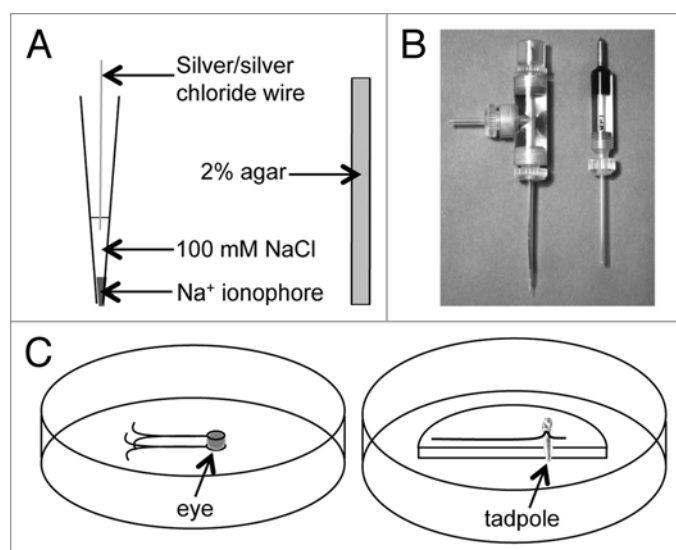 A
Silver/silver
chloride wire
2% agar
100 mM NaCl
Na⁺ ionophore
B
C
eye
tadpole